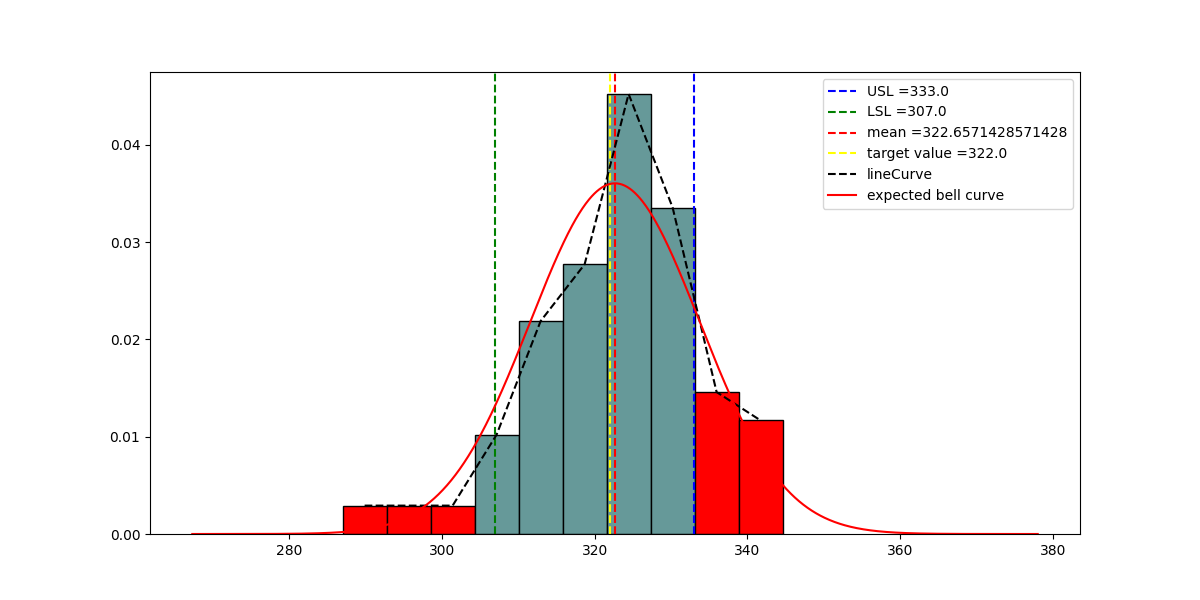 USL =333.0
LSL =307.0
mean =322.6571428571428
target value =322.0
lineCurve
expected bell curve
0.04
0.03
0.02
0.01
0.00
280
300
320
340
360
380